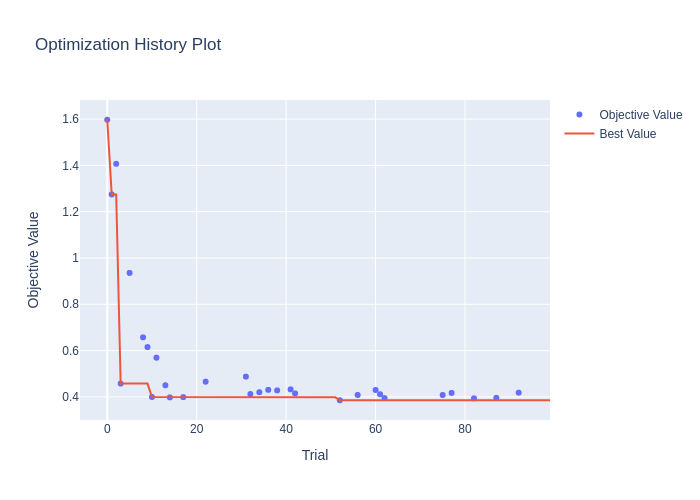 Optimization History Plot
Objective Value
Best Value
1.6
1.4
1.2
1
0.8
0.6
0.4
Objective Value
0
20
40
60
80
Trial